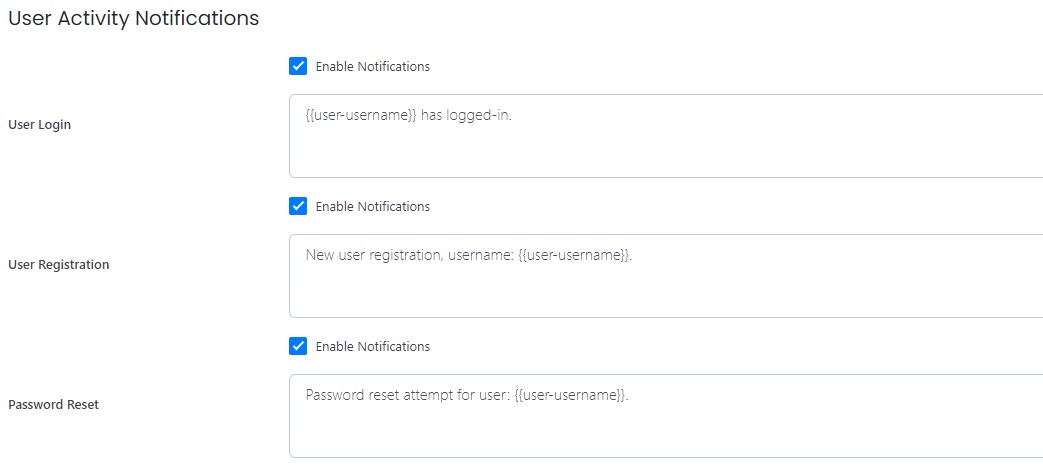 User Activity Notifications
Enable Notifications
User Login
{{user-username}} has logged-in.
Enable Notifications
User Registration
New user registration, username: {{user-username}}.
Enable Notifications
Password Reset
Password reset attempt for user: {{user-username}}.